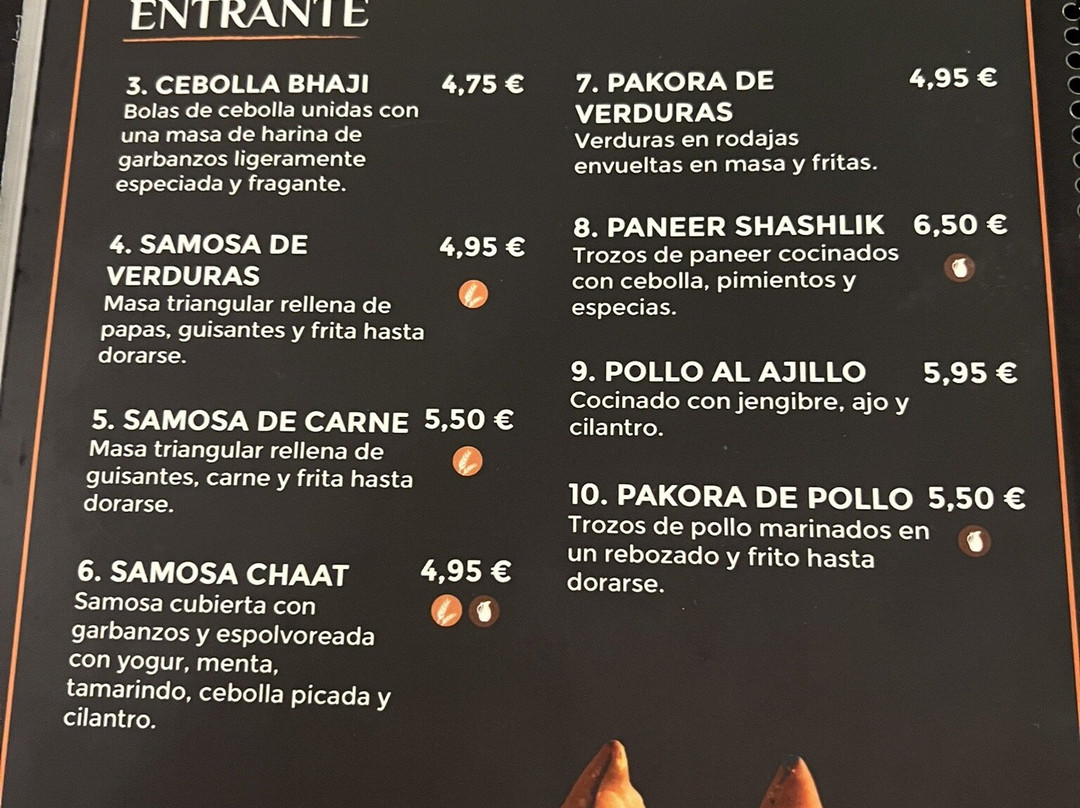 ENTRANTE
3. CEBOLLA BHAJI 4,75 €
Bolas de cebolla unidas con
una masa de harina de
garbanzos ligeramente
especiada y fragante.
4. SAMOSA DE
VERDURAS 4,95 €
Masa triangular rellena de
papas, guisantes y frita hasta
dorarse.
5. SAMOSA DE CARNE 5,50 €
Masa triangular rellena de
guisantes, carne y frita hasta
dorarse.
6. SAMOSA CHAAT 4,95 €
Samosa cubierta con
garbanzos y espolvoreada
con yogur, menta,
tamarindo, cebolla picada y
cilantro.
7. PAKORA DE
VERDURAS 4,95 €
Verduras en rodajas
envueltas en masa y fritas.
8. PANEER SHASHLIK 6,50 €
Trozos de paneer cocinados
con cebolla, pimientos y
especias.
9. POLLO AL AJILLO 5,95 €
Cocinado con jengibre, ajo y
cilantro.
10. PAKORA DE POLLO 5,50 €
Trozos de pollo marinados en
un rebozado y frito hasta
dorarse.